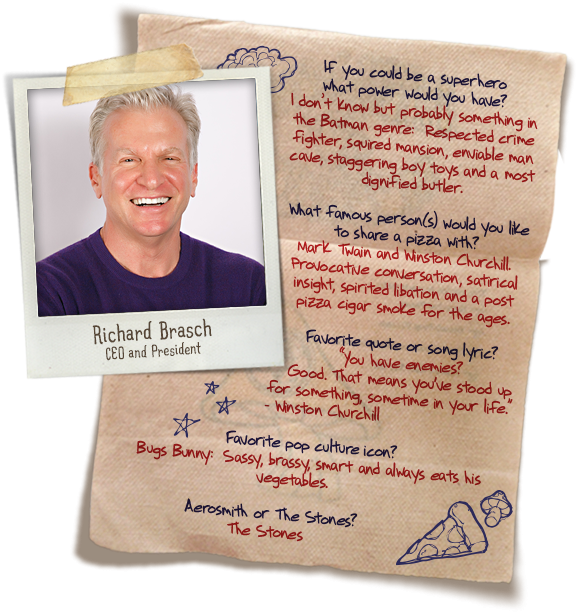 Richard Brasch
CEO and President
If you could be a superhero
what power would you have?
I don't know but probably something in
the Batman genre: Respected crime
fighter, squired mansion, enviable man
cave, staggering boy toys and a most
dignified butler.
What famous person(s) would you like
to share a pizza with?
Mark Twain and Winston Churchill.
Provocative conversation, satirical
insight, spirited libation and a post
pizza cigar smoke for the ages.
Favorite quote or song lyric?
"You have enemies?
Good. That means you've stood up
for something, sometime in your life."
- Winston Churchill
Favorite pop culture icon?
Bugs Bunny: Sassy, brassy, smart and always eats his
vegetables.
Aerosmith or The Stones?
The Stones